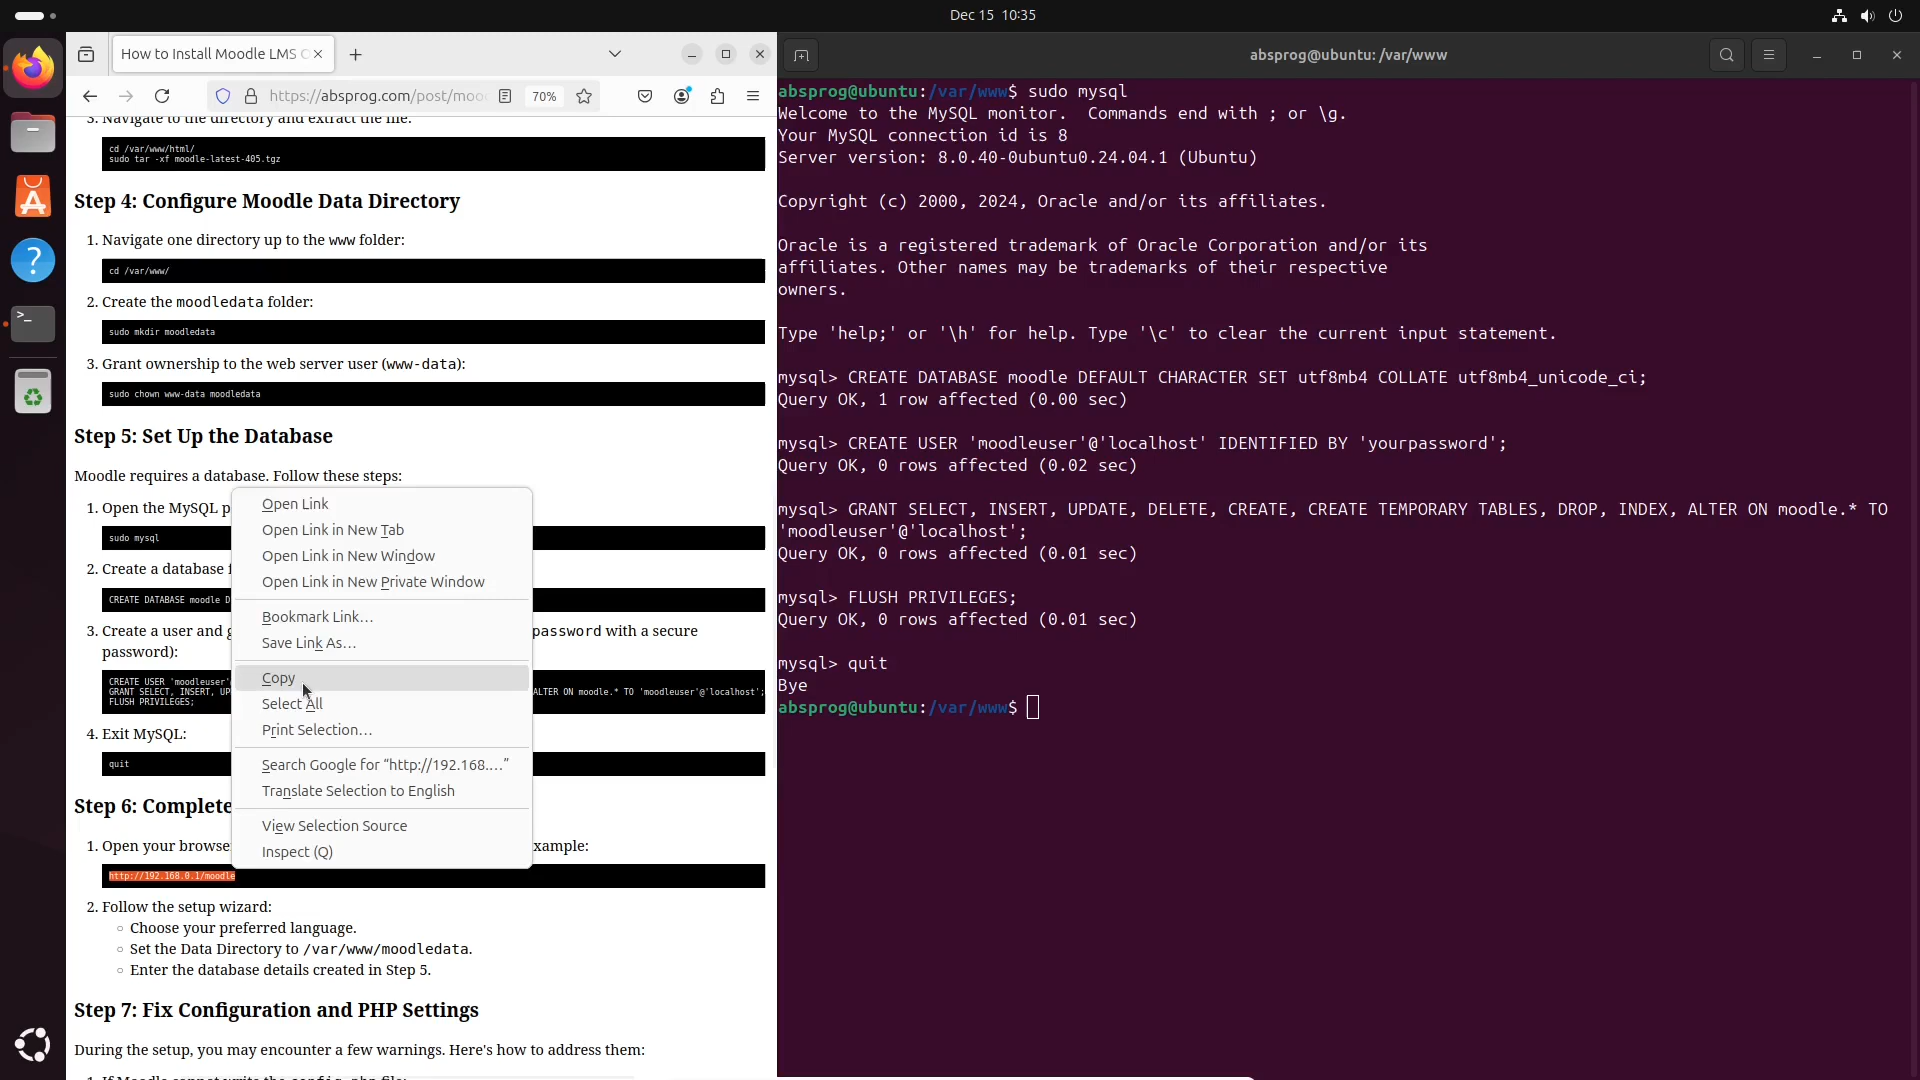 Dec 15 10:35
How to Install Moodle LMS
https://absprog.com/post/moo
70%
3. Navigate to the directory and extract the file:
cd /var/www/html/
sudo tar -xf moodle-latest-405.tgz
Step 4: Configure Moodle Data Directory
1. Navigate one directory up to the www folder:
cd /var/www/
2. Create the moodledata folder:
sudo mkdir moodledata
3. Grant ownership to the web server user (www-data):
sudo chown www-data moodledata
Step 5: Set Up the Database
Moodle requires a database. Follow these steps:
1. Open the MySQL p
sudo mysql
2. Create a database f
CREATE DATABASE moodle D
3. Create a user and g
password with a secure
password):
CREATE USER 'moodleuser'
GRANT SELECT, INSERT, UP
ALTER ON moodle.* TO 'moodleuser'@'localhost';
FLUSH PRIVILEGES;
4. Exit MySQL:
quit
Step 6: Complete
1. Open your browse
xample:
http://192.168.0.1/moodle
2. Follow the setup wizard:
○ Choose your preferred language.
○ Set the Data Directory to /var/www/moodledata.
○ Enter the database details created in Step 5.
Step 7: Fix Configuration and PHP Settings
During the setup, you may encounter a few warnings. Here's how to address them:
1. If Moodle cannot write the config.php file:
Open Link
Open Link in New Tab
Open Link in New Window
Open Link in New Private Window
Bookmark Link…
Save Link As…
Copy
Select All
Print Selection…
Search Google for “http://192.168.…”
Translate Selection to English
View Selection Source
Inspect (Q)
absprog@ubuntu: /var/www
absprog@ubuntu:/var/www$ sudo mysql
Welcome to the MySQL monitor.  Commands end with ; or \g.
Your MySQL connection id is 8
Server version: 8.0.40-0ubuntu0.24.04.1 (Ubuntu)
Copyright (c) 2000, 2024, Oracle and/or its affiliates.
Oracle is a registered trademark of Oracle Corporation and/or its
affiliates. Other names may be trademarks of their respective
owners.
Type 'help;' or '\h' for help. Type '\c' to clear the current input statement.
mysql> CREATE DATABASE moodle DEFAULT CHARACTER SET utf8mb4 COLLATE utf8mb4_unicode_ci;
Query OK, 1 row affected (0.00 sec)
mysql> CREATE USER 'moodleuser'@'localhost' IDENTIFIED BY 'yourpassword';
Query OK, 0 rows affected (0.02 sec)
mysql> GRANT SELECT, INSERT, UPDATE, DELETE, CREATE, CREATE TEMPORARY TABLES, DROP, INDEX, ALTER ON moodle.* TO
'moodleuser'@'localhost';
Query OK, 0 rows affected (0.01 sec)
mysql> FLUSH PRIVILEGES;
Query OK, 0 rows affected (0.01 sec)
mysql> quit
Bye
absprog@ubuntu:/var/www$